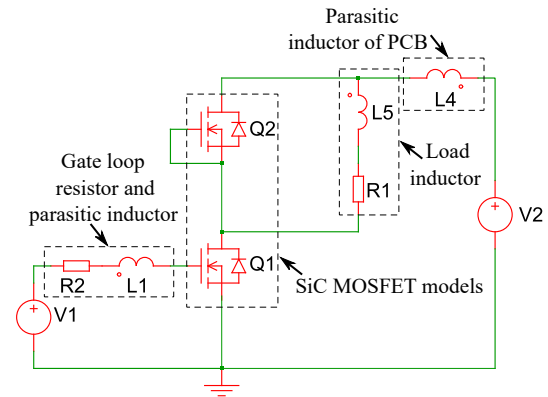 Parasitic
inductor of PCB
L4
L5
Q2
Load
inductor
Gate loop
resistor and
parasitic inductor
R1
V2
Q1
SiC MOSFET models
R2
L1
V1